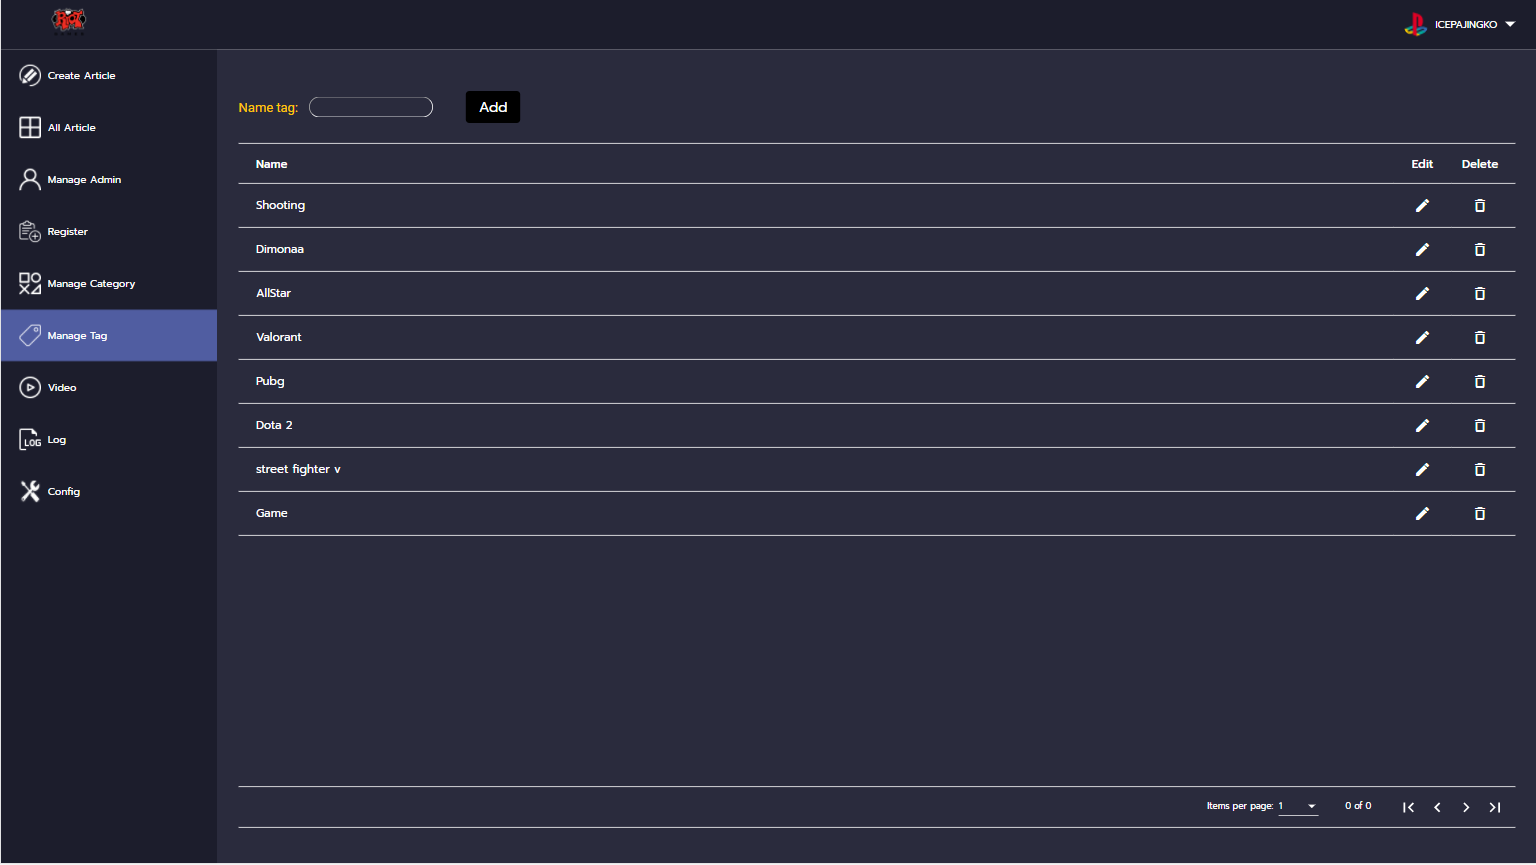 RIOT
ICEPAJINGKO
Create Article
All Article
Manage Admin
Register
Manage Category
Manage Tag
Video
LOG Log
Config
Name tag:
Add
Name Edit Delete
Shooting
Dimonaa
AllStar
Valorant
Pubg
Dota 2
street fighter v
Game
Items per page: 1 0 of 0